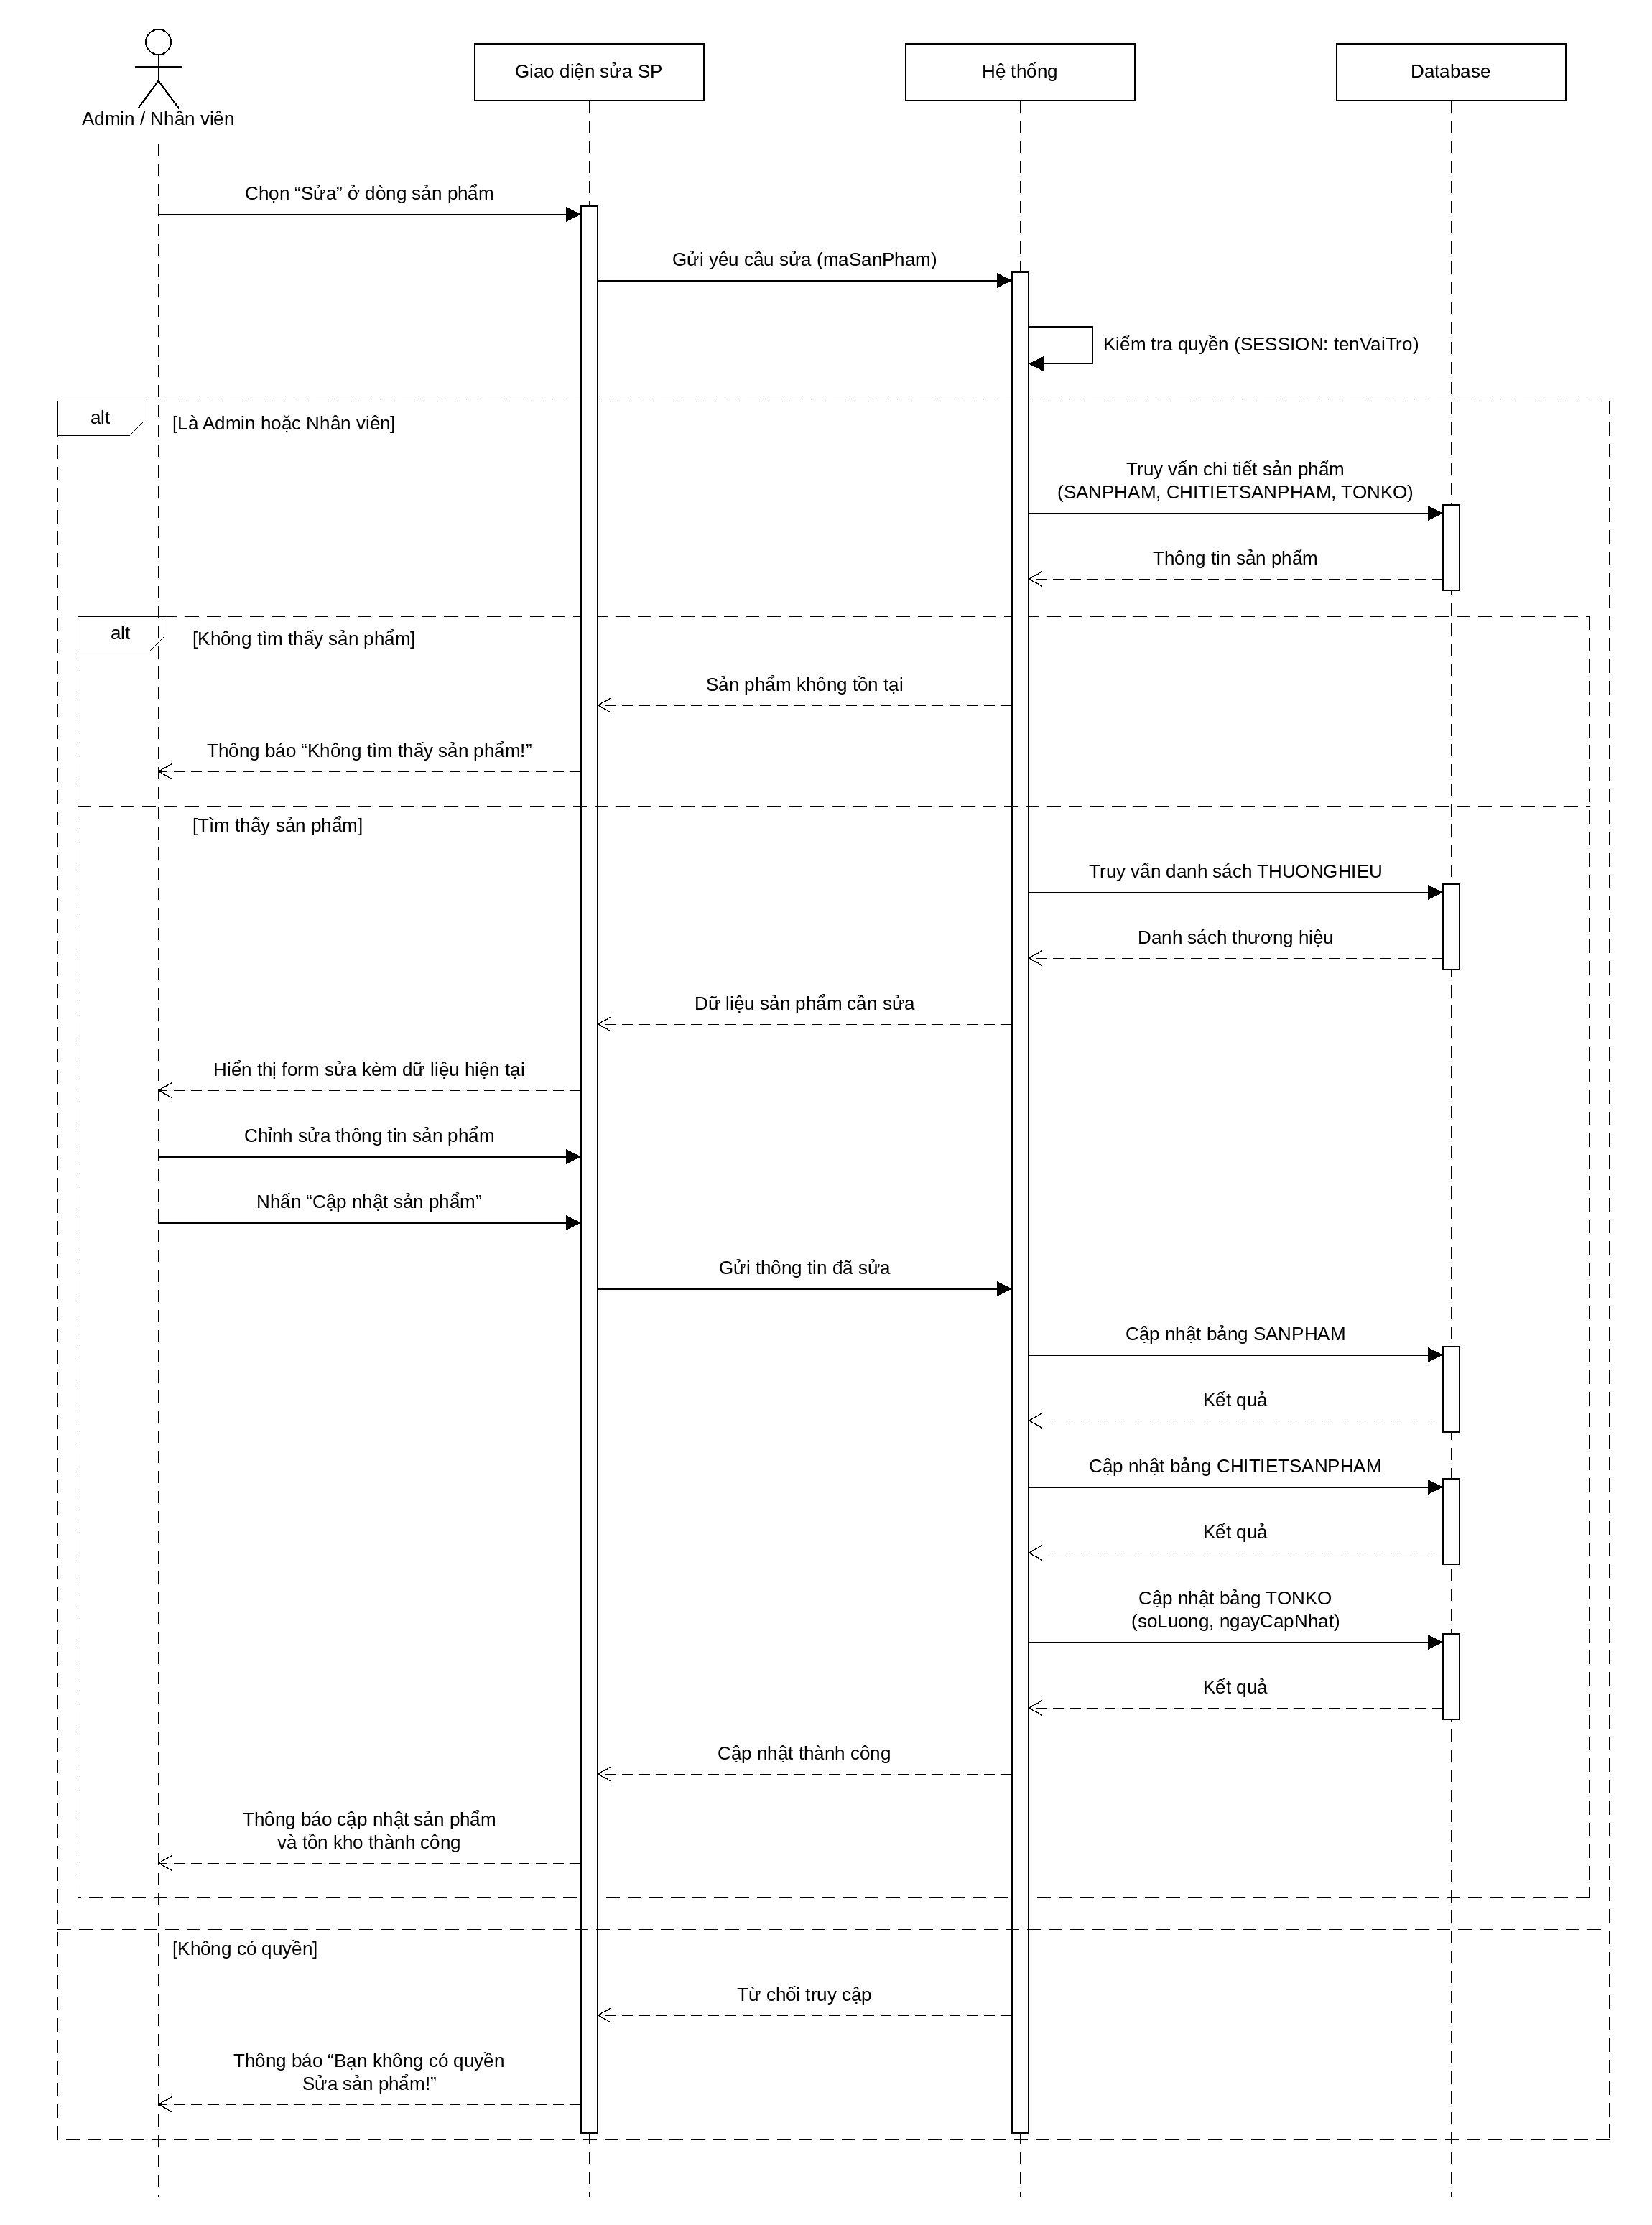 Admin / Nhân viên
Giao diện sửa SP
Hệ thống
Database
Chọn “Sửa” ở dòng sản phẩm
Gửi yêu cầu sửa (maSanPham)
Kiểm tra quyền (SESSION: tenVaiTro)
alt
[Là Admin hoặc Nhân viên]
Truy vấn chi tiết sản phẩm
(SANPHAM, CHITIETSANPHAM, TONKO)
Thông tin sản phẩm
alt
[Không tìm thấy sản phẩm]
Sản phẩm không tồn tại
Thông báo “Không tìm thấy sản phẩm!”
[Tìm thấy sản phẩm]
Truy vấn danh sách THUONGHIEU
Danh sách thương hiệu
Dữ liệu sản phẩm cần sửa
Hiển thị form sửa kèm dữ liệu hiện tại
Chỉnh sửa thông tin sản phẩm
Nhấn “Cập nhật sản phẩm”
Gửi thông tin đã sửa
Cập nhật bảng SANPHAM
Kết quả
Cập nhật bảng CHITIETSANPHAM
Kết quả
Cập nhật bảng TONKO
(soLuong, ngayCapNhat)
Kết quả
Cập nhật thành công
Thông báo cập nhật sản phẩm
và tồn kho thành công
[Không có quyền]
Từ chối truy cập
Thông báo “Bạn không có quyền
Sửa sản phẩm!”